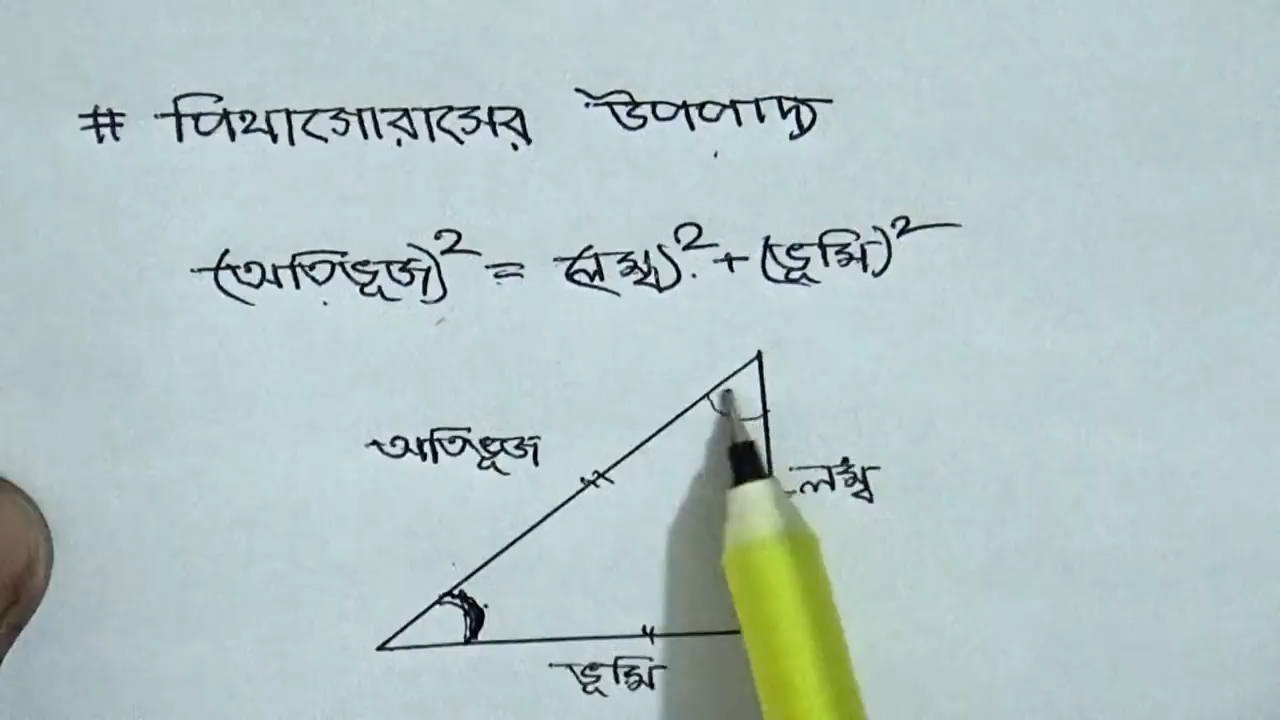 # পিথাগোরাসের উপপাদ্য
(অতিভূজ)² = (লম্ব)² + (ভূমি)²
অতিভূজ
লম্ব
ভূমি